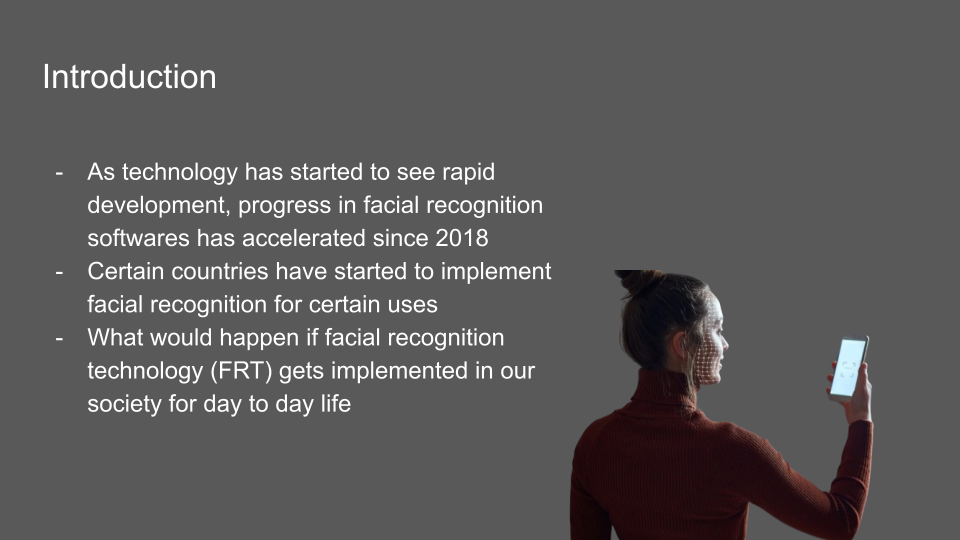 Introduction
- As technology has started to see rapid
development, progress in facial recognition
softwares has accelerated since 2018
- Certain countries have started to implement
facial recognition for certain uses
- What would happen if facial recognition
technology (FRT) gets implemented in our
society for day to day life